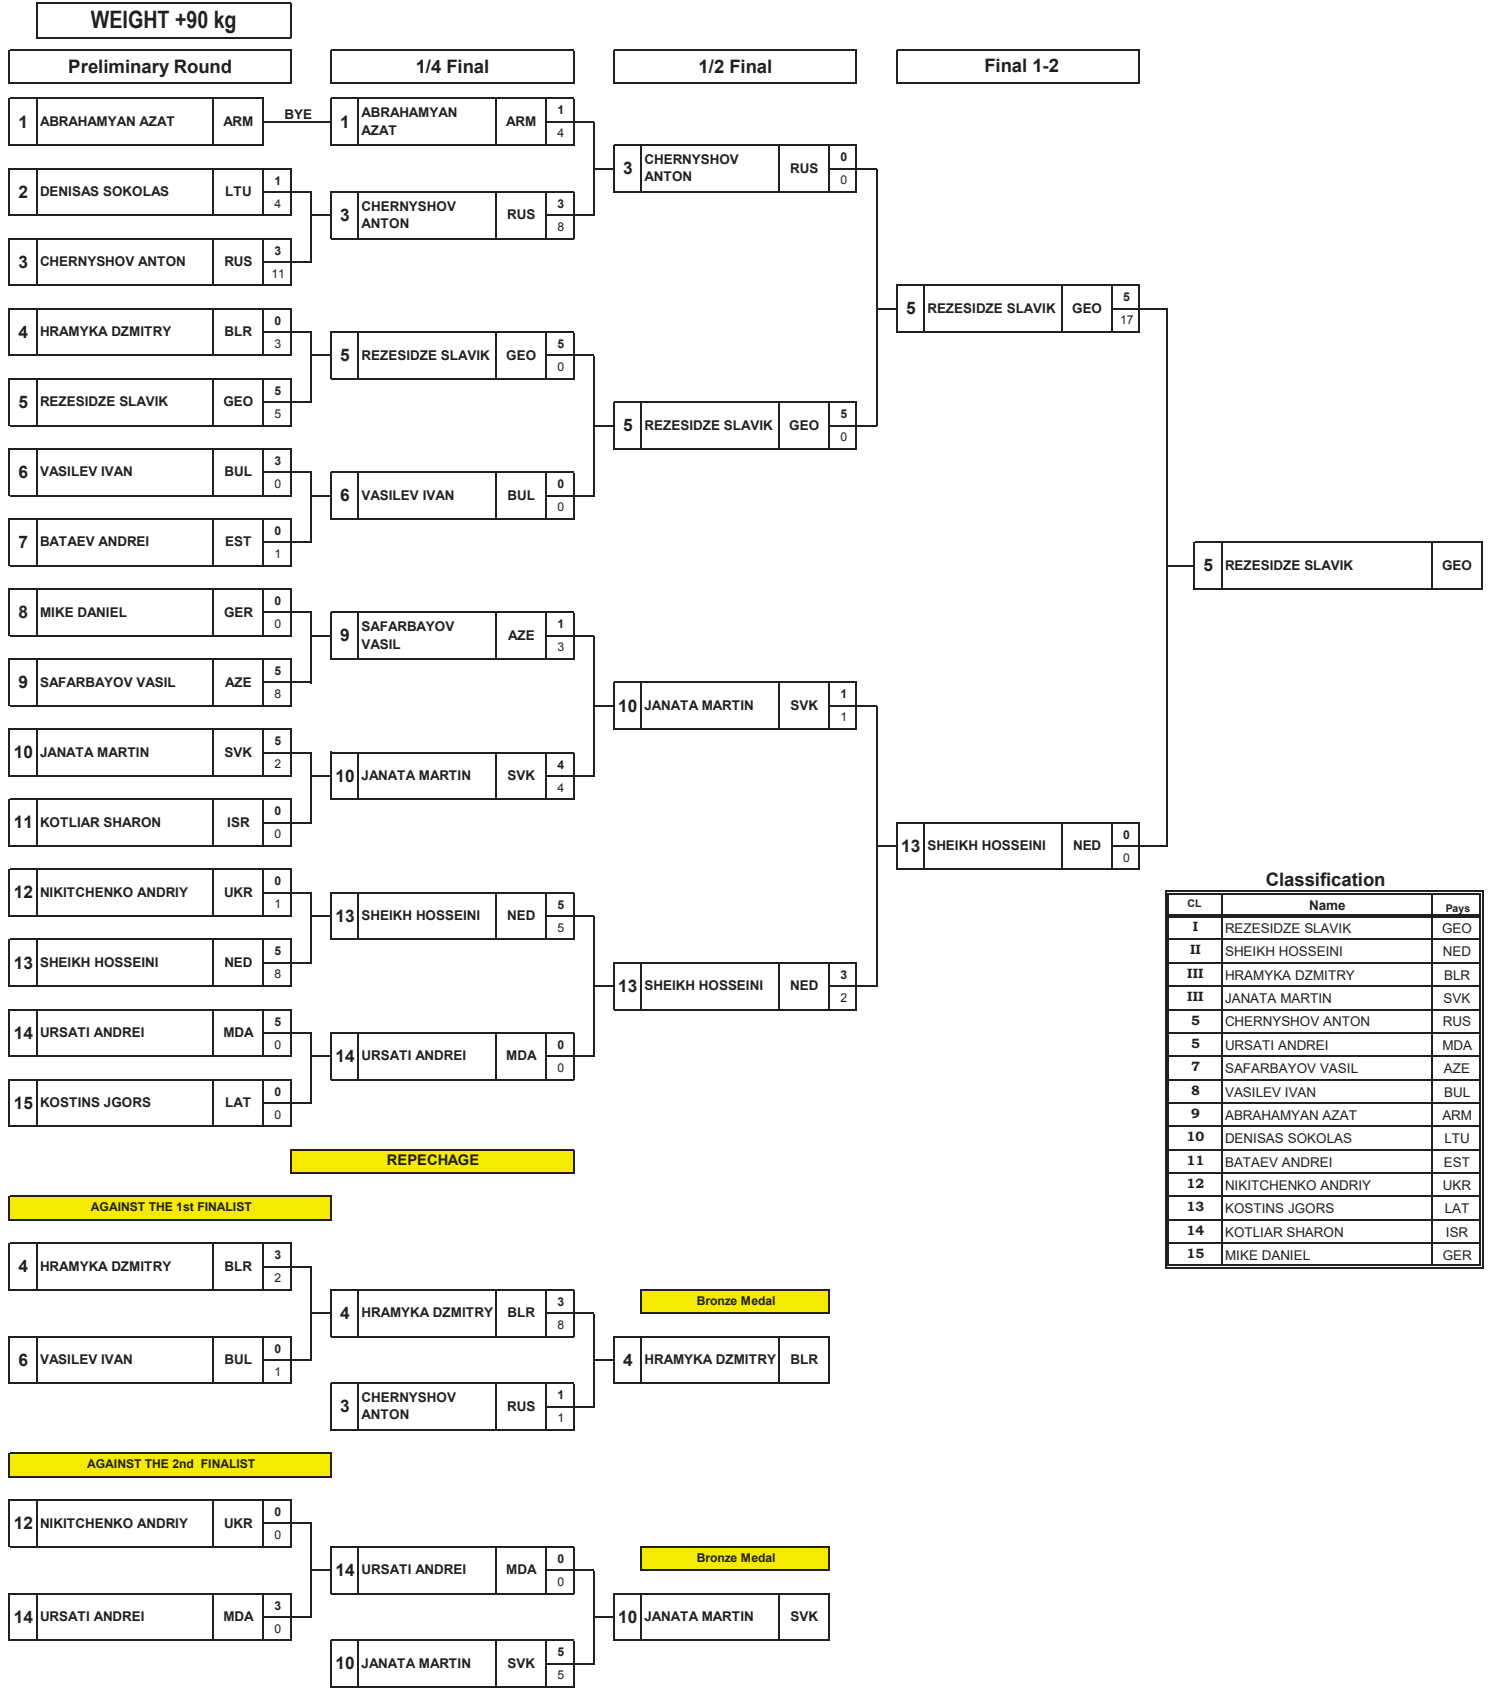 WEIGHT +90 kg
Preliminary Round
1/4 Final
1/2 Final
Final 1-2
1 ABRAHAMYAN AZAT ARM
BYE
2 DENISAS SOKOLAS LTU 1 4
3 CHERNYSHOV ANTON RUS 3 11
4 HRAMYKA DZMITRY BLR 0 3
5 REZESIDZE SLAVIK GEO 5 5
6 VASILEV IVAN BUL 3 0
7 BATAEV ANDREI EST 0 1
8 MIKE DANIEL GER 0 0
9 SAFARBAYOV VASIL AZE 5 8
10 JANATA MARTIN SVK 5 2
11 KOTLIAR SHARON ISR 0 0
12 NIKITCHENKO ANDRIY UKR 0 1
13 SHEIKH HOSSEINI NED 5 8
14 URSATI ANDREI MDA 5 0
15 KOSTINS JGORS LAT 0 0
1 ABRAHAMYAN
AZAT ARM 1 4
3 CHERNYSHOV
ANTON RUS 3 8
5 REZESIDZE SLAVIK GEO 5 0
6 VASILEV IVAN BUL 0 0
9 SAFARBAYOV
VASIL AZE 1 3
10 JANATA MARTIN SVK 4 4
13 SHEIKH HOSSEINI NED 5 5
14 URSATI ANDREI MDA 0 0
3 CHERNYSHOV
ANTON RUS 0 0
5 REZESIDZE SLAVIK GEO 5 0
10 JANATA MARTIN SVK 1 1
13 SHEIKH HOSSEINI NED 3 2
5 REZESIDZE SLAVIK GEO 5 17
13 SHEIKH HOSSEINI NED 0 0
5 REZESIDZE SLAVIK GEO
Classification
CL Name Pays
I REZESIDZE SLAVIK GEO
II SHEIKH HOSSEINI NED
III HRAMYKA DZMITRY BLR
III JANATA MARTIN SVK
5 CHERNYSHOV ANTON RUS
5 URSATI ANDREI MDA
7 SAFARBAYOV VASIL AZE
8 VASILEV IVAN BUL
9 ABRAHAMYAN AZAT ARM
10 DENISAS SOKOLAS LTU
11 BATAEV ANDREI EST
12 NIKITCHENKO ANDRIY UKR
13 KOSTINS JGORS LAT
14 KOTLIAR SHARON ISR
15 MIKE DANIEL GER
REPECHAGE
AGAINST THE 1st FINALIST
4 HRAMYKA DZMITRY BLR 3 2
6 VASILEV IVAN BUL 0 1
4 HRAMYKA DZMITRY BLR 3 8
3 CHERNYSHOV
ANTON RUS 1 1
Bronze Medal
4 HRAMYKA DZMITRY BLR
AGAINST THE 2nd FINALIST
12 NIKITCHENKO ANDRIY UKR 0 0
14 URSATI ANDREI MDA 3 0
14 URSATI ANDREI MDA 0 0
10 JANATA MARTIN SVK 5 5
Bronze Medal
10 JANATA MARTIN SVK